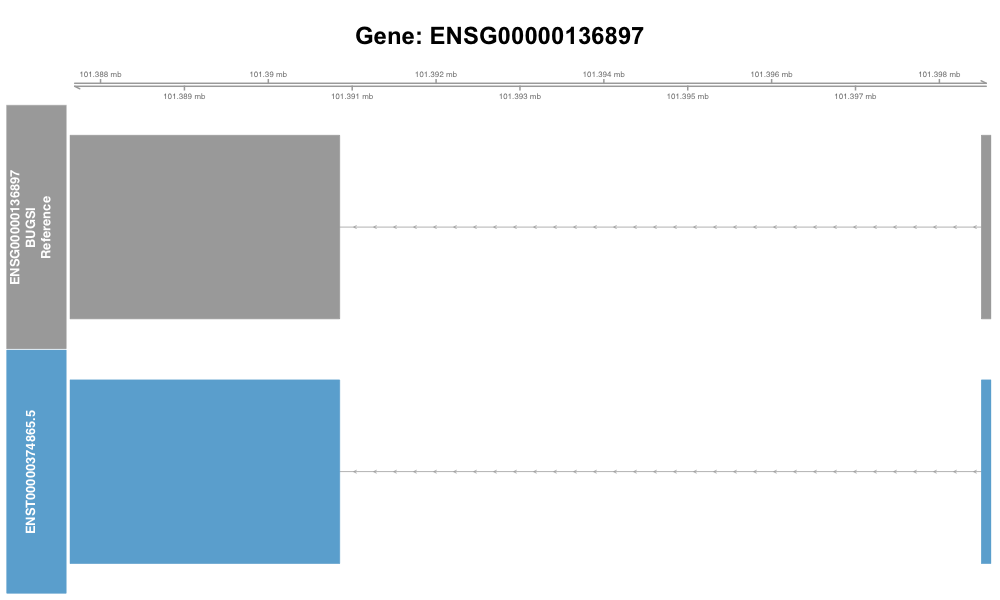 Gene: ENSG00000136897
101.388 mb
101.39 mb
101.392 mb
101.394 mb
101.396 mb
101.398 mb
101.389 mb
101.391 mb
101.393 mb
101.395 mb
101.397 mb
ENSG00000136897
BUGSI
Reference
ENST00000374865.5